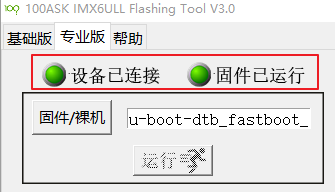 100ASK IMX6ULL Flashing Tool V3.0
基础版 专业版 帮助
设备已连接 固件已运行
固件/裸机 u-boot-dtb_fastboot_
运行